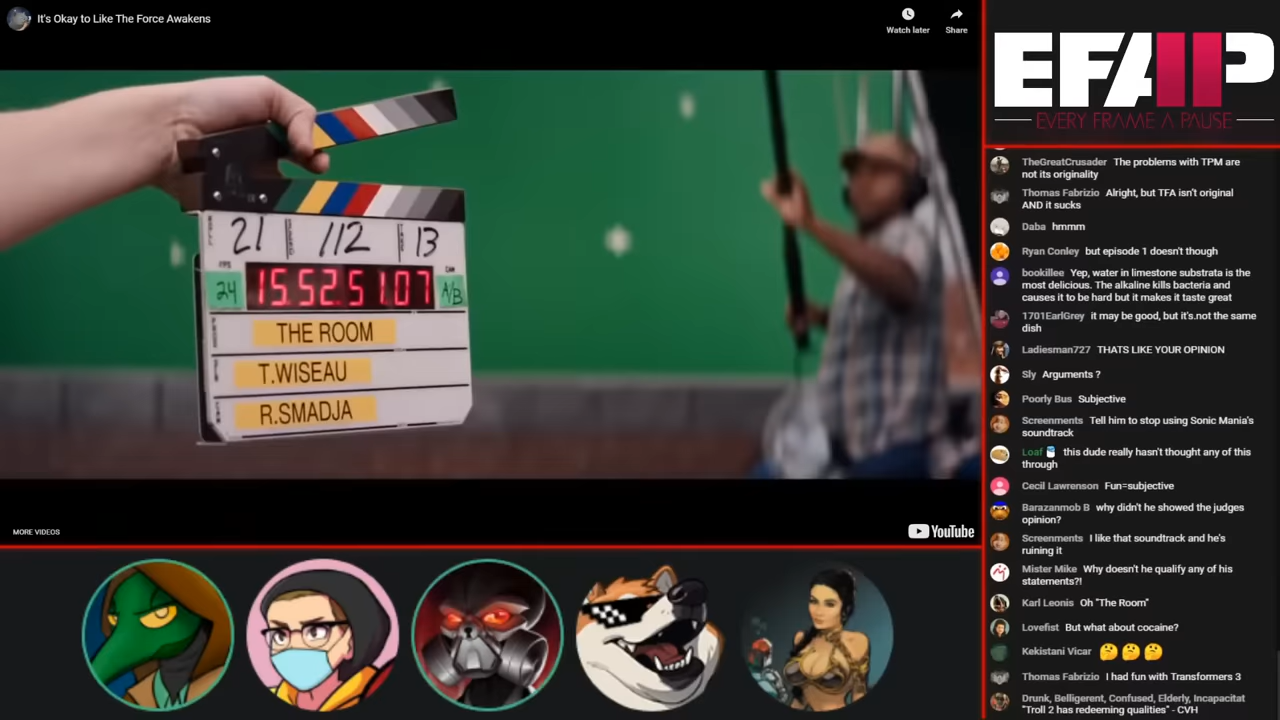 It's Okay to Like The Force Awakens
Watch later
Share
21 112 13
FPS
24
15:52:51:07
CAM
A/B
THE ROOM
T.WISEAU
R.SMADJA
MORE VIDEOS
YouTube
EFAP
EVERY FRAME A PAUSE
TheGreatCrusader The problems with TPM are
not its originality
Thomas Fabrizio Alright, but TFA isn't original
AND it sucks
Daba hmmm
Ryan Conley but episode 1 doesn't though
bookillee Yep, water in limestone substrata is the
most delicious. The alkaline kills bacteria and
causes it to be hard but it makes it taste great
1701EarlGrey it may be good, but it's.not the same
dish
Ladiesman727 THATS LIKE YOUR OPINION
Sly Arguments ?
Poorly Bus Subjective
Screenments Tell him to stop using Sonic Mania's
soundtrack
Loaf this dude really hasn't thought any of this
through
Cecil Lawrenson Fun=subjective
Barazanmob B why didn't he showed the judges
opinion?
Screenments I like that soundtrack and he's
ruining it
Mister Mike Why doesn't he qualify any of his
statements?!
Karl Leonis Oh "The Room"
Lovefist But what about cocaine?
Kekistani Vicar 🤔🤔🤔
Thomas Fabrizio I had fun with Transformers 3
Drunk, Belligerent, Confused, Elderly, Incapacitat
"Troll 2 has redeeming qualities" - CVH